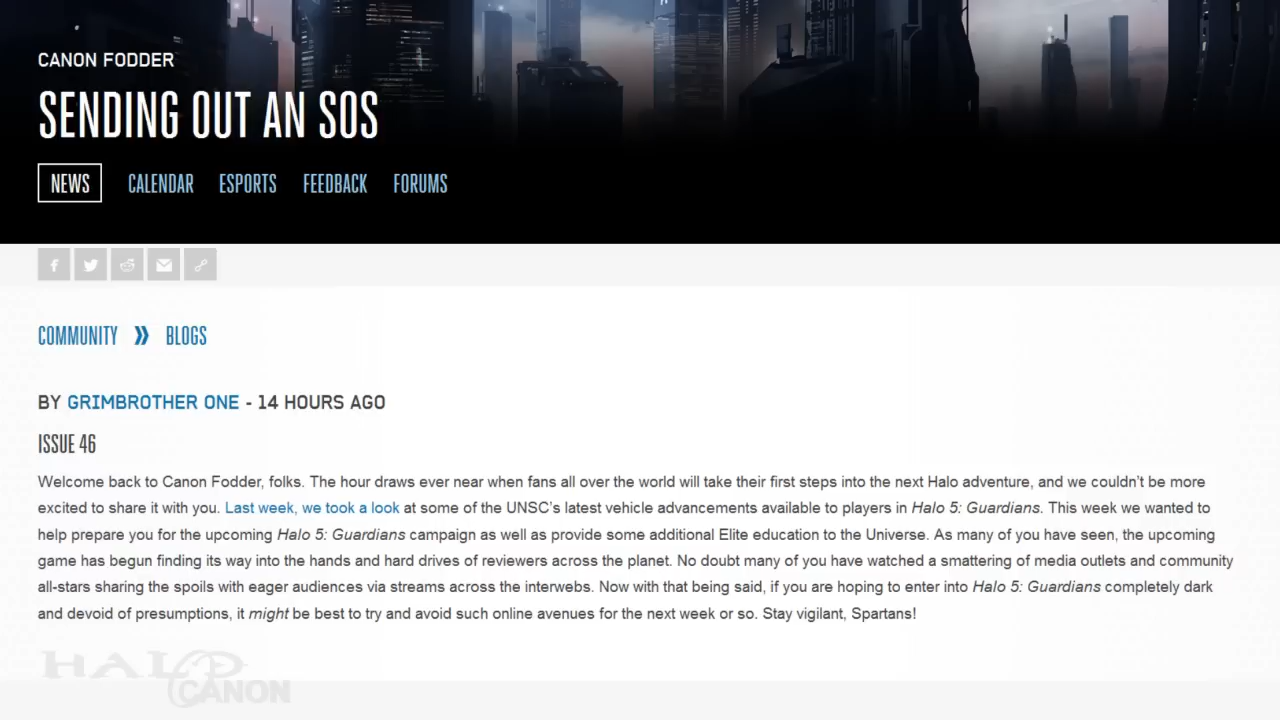 CANON FODDER
SENDING OUT AN SOS
NEWS CALENDAR ESPORTS FEEDBACK FORUMS
COMMUNITY » BLOGS
BY GRIMBROTHER ONE - 14 HOURS AGO
ISSUE 46
Welcome back to Canon Fodder, folks. The hour draws ever near when fans all over the world will take their first steps into the next Halo adventure, and we couldn't be more
excited to share it with you. Last week, we took a look at some of the UNSC's latest vehicle advancements available to players in Halo 5: Guardians. This week we wanted to
help prepare you for the upcoming Halo 5: Guardians campaign as well as provide some additional Elite education to the Universe. As many of you have seen, the upcoming
game has begun finding its way into the hands and hard drives of reviewers across the planet. No doubt many of you have watched a smattering of media outlets and community
all-stars sharing the spoils with eager audiences via streams across the interwebs. Now with that being said, if you are hoping to enter into Halo 5: Guardians completely dark
and devoid of presumptions, it might be best to try and avoid such online avenues for the next week or so. Stay vigilant, Spartans!
HALO
CANON